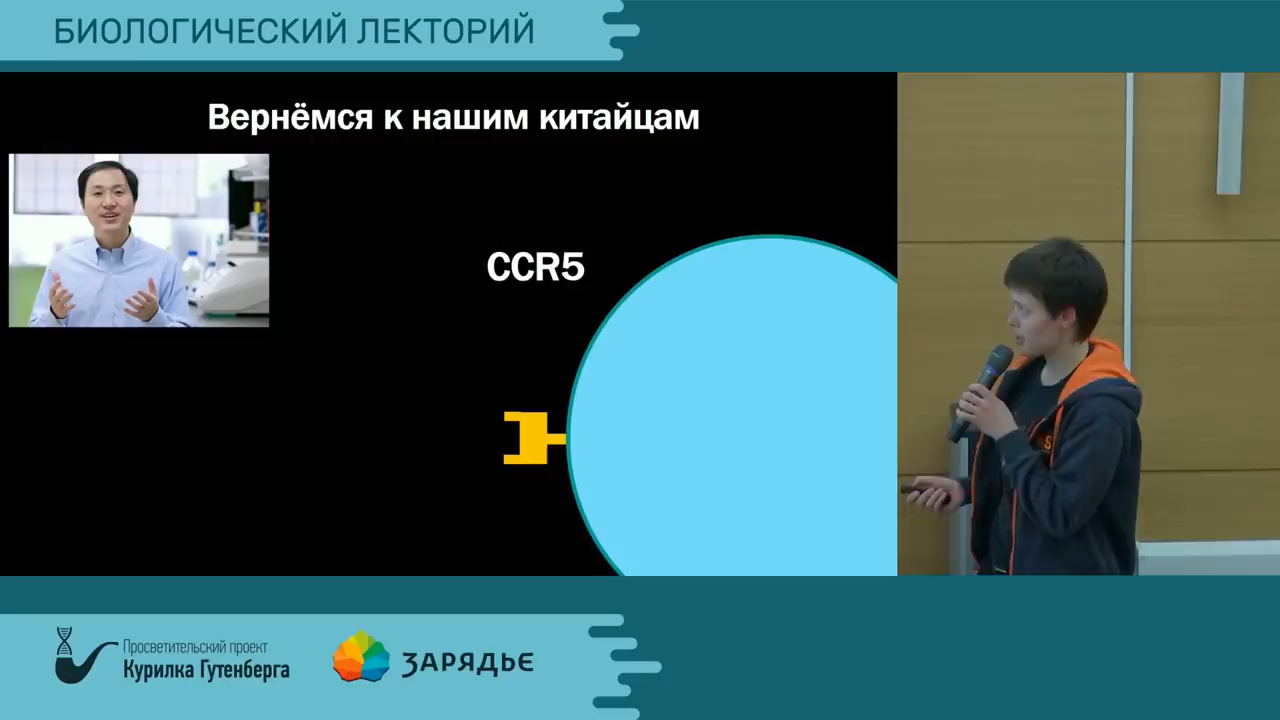 БИОЛОГИЧЕСКИЙ ЛЕКТОРИЙ
Вернёмся к нашим китайцам
CCR5
Просветительский проект
Курилка Гутенберга
ЗАРЯДЬЕ